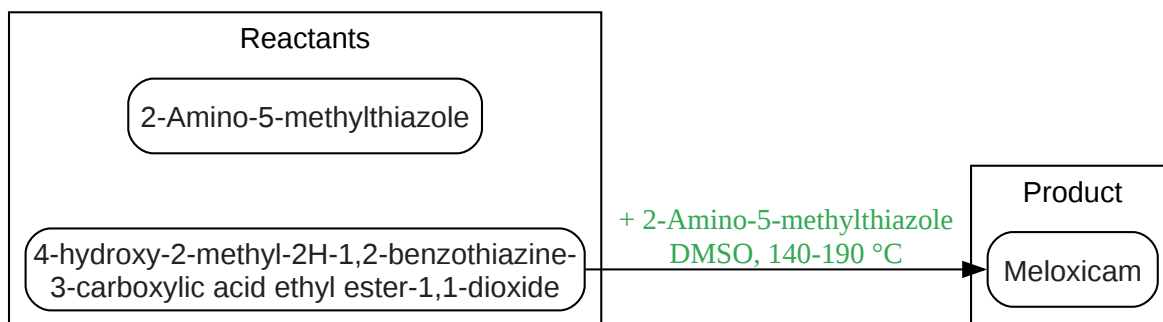 Reactants
2-Amino-5-methylthiazole
4-hydroxy-2-methyl-2H-1,2-benzothiazine-
3-carboxylic acid ethyl ester-1,1-dioxide
+ 2-Amino-5-methylthiazole
DMSO, 140-190 °C
Product
Meloxicam